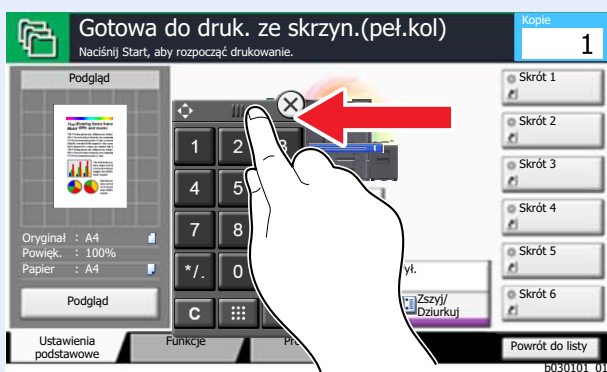 Gotowa do druk. ze skrzyn.(peł.kol)
Naciśnij Start, aby rozpocząć drukowanie.
Kopie
1
Podgląd
Oryginał : A4
Powięk. : 100%
Papier : A4
Podgląd
1
2
3
4
5
7
8
*/.
0
C
ył.
Zszyj/
Dziurkuj
Skrót 1
Skrót 2
Skrót 3
Skrót 4
Skrót 5
Skrót 6
Ustawienia
podstawowe
Funkcje
Powrót do listy
b030101_01